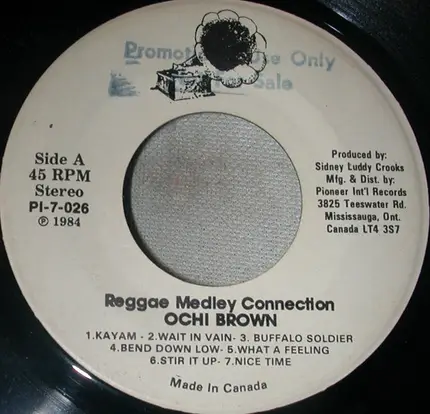 Promot Use Only
Sale
Side A
45 RPM
Stereo
PI-7-026
℗ 1984
Produced by:
Sidney Luddy Crooks
Mfg. & Dist. by:
Pioneer Int'l Records
3825 Teeswater Rd.
Mississauga, Ont.
Canada LT4 3S7
Reggae Medley Connection
OCHI BROWN
1.KAYAM - 2.WAIT IN VAIN- 3. BUFFALO SOLDIER
4.BEND DOWN LOW- 5.WHAT A FEELING
6.STIR IT UP- 7.NICE TIME
Made In Canada